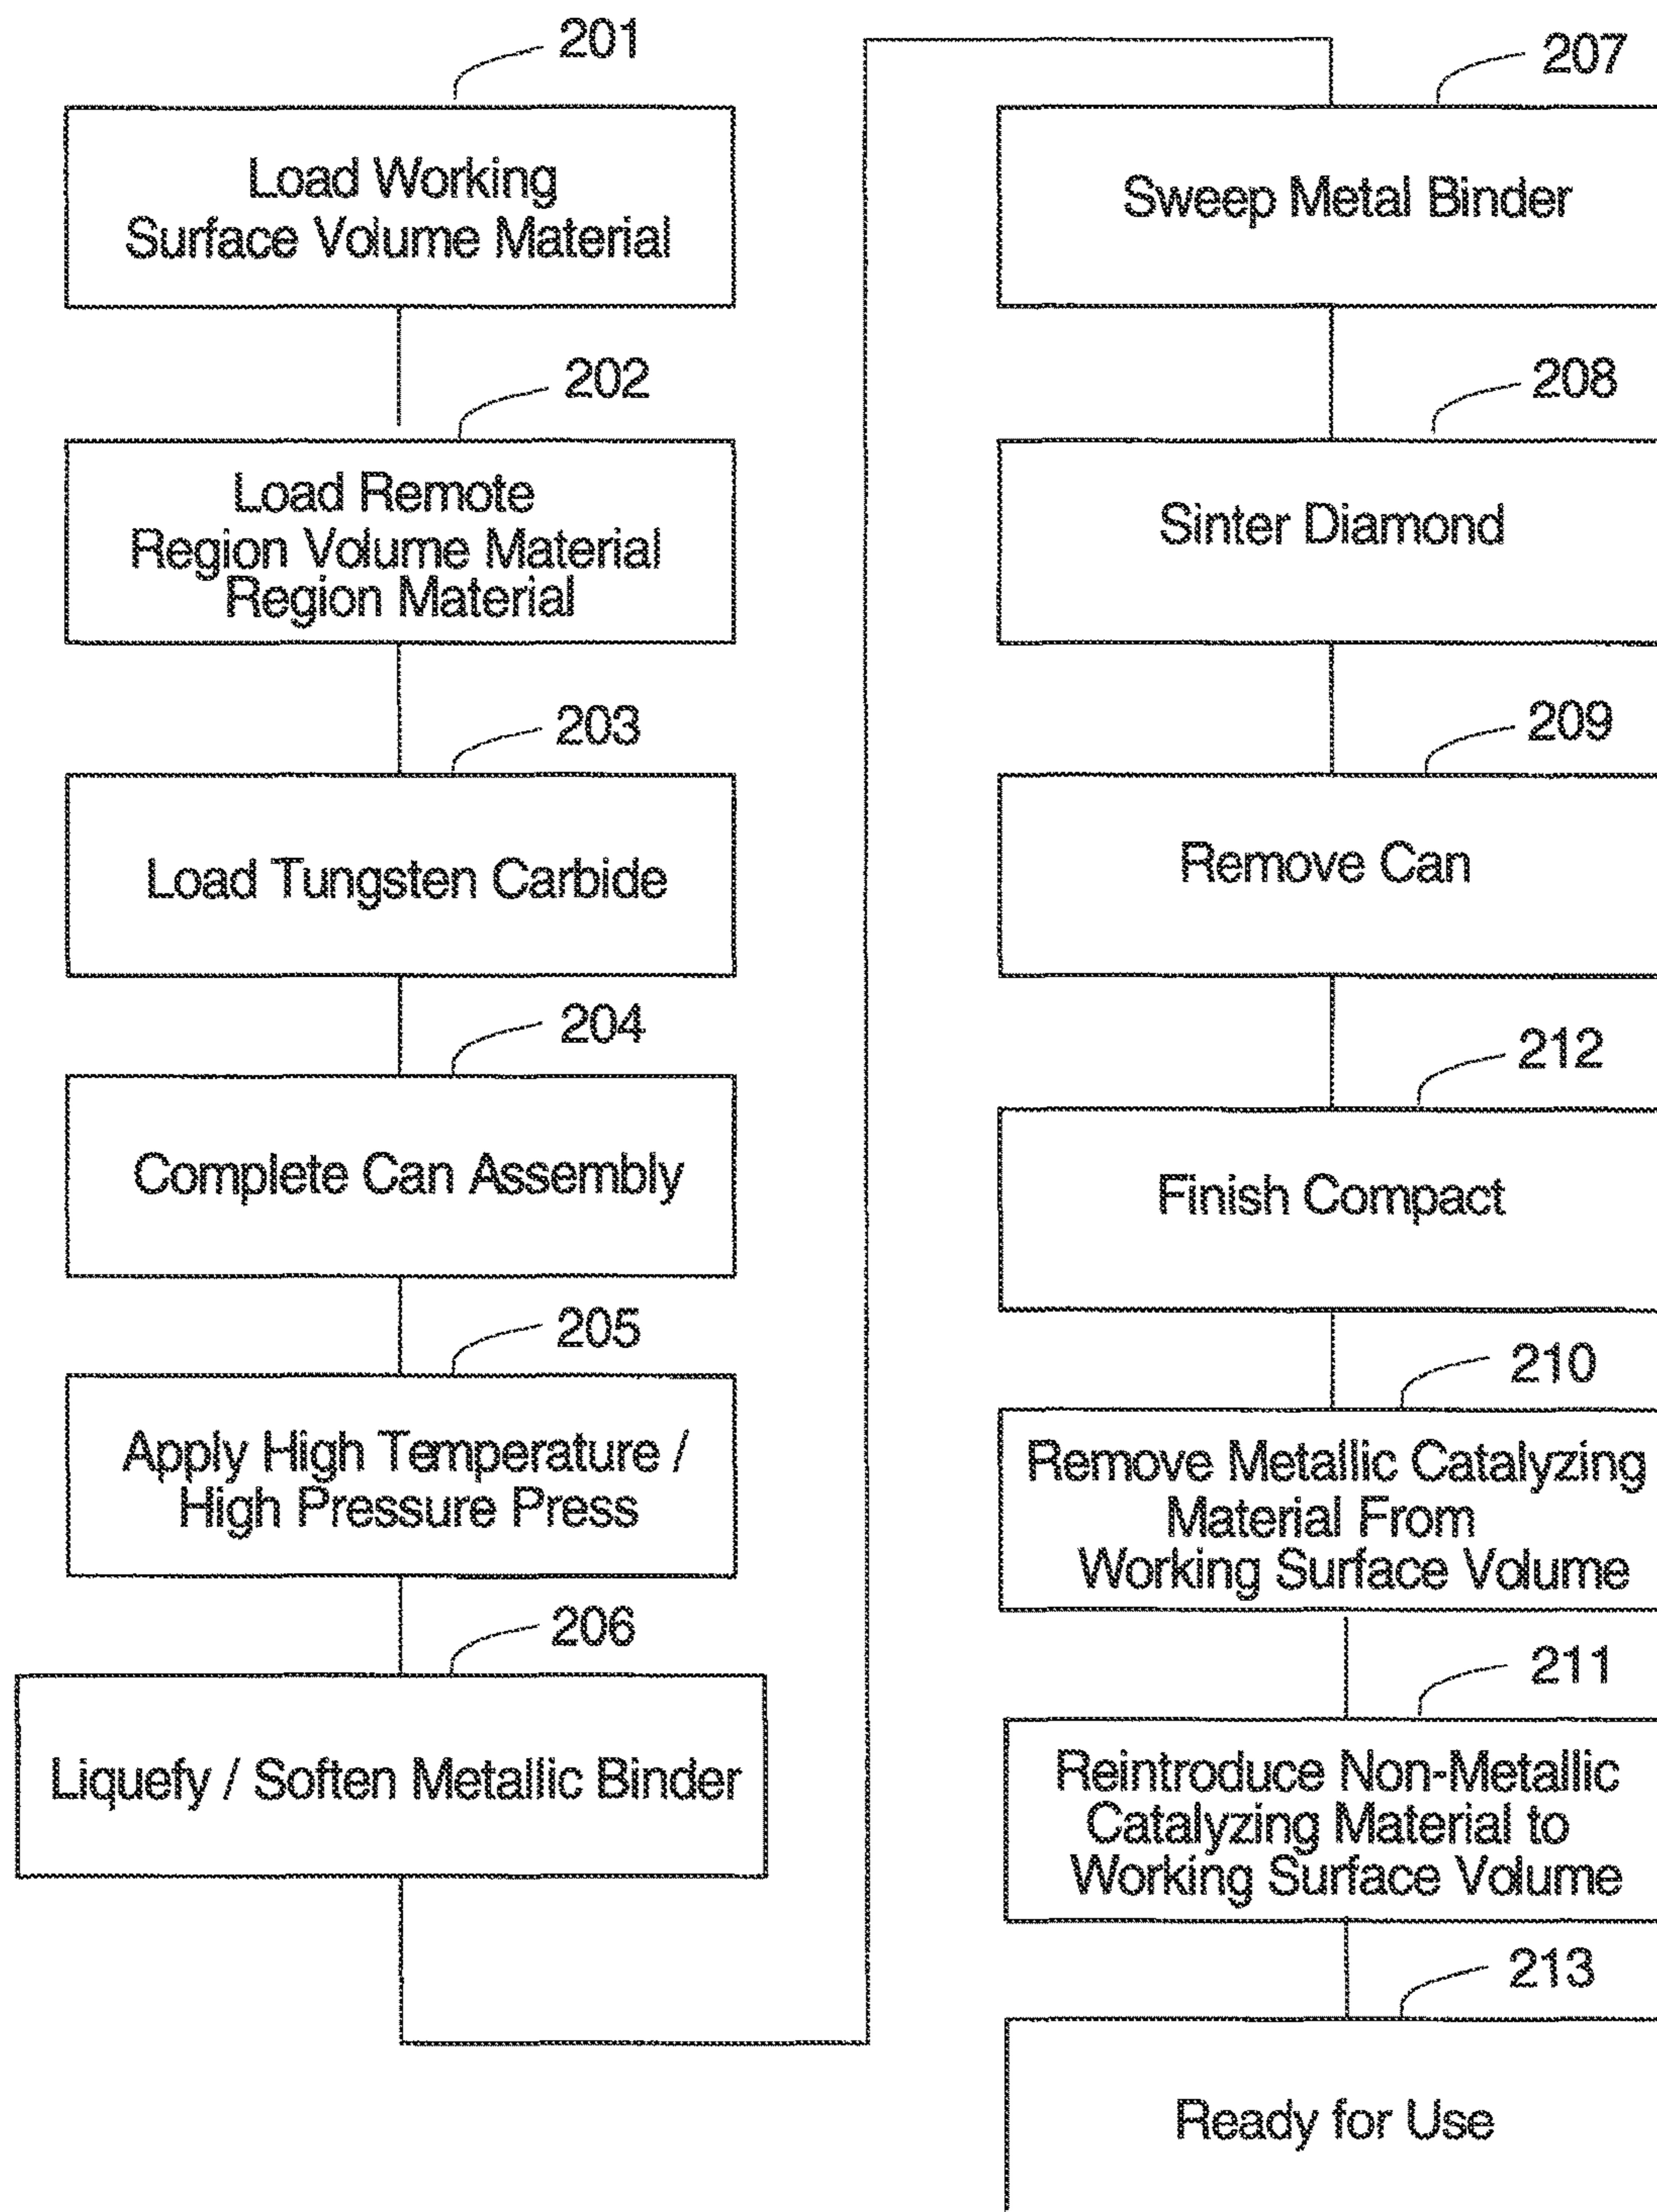 201
Load Working
Surface Volume Material
202
Load Remote
Region Volume Material
Region Material
203
Load Tungsten Carbide
204
Complete Can Assembly
205
Apply High Temperature /
High Pressure Press
206
Liquefy / Soften Metallic Binder
207
Sweep Metal Binder
208
Sinter Diamond
209
Remove Can
212
Finish Compact
210
Remove Metallic Catalyzing
Material From
Working Surface Volume
211
Reintroduce Non-Metallic
Catalyzing Material to
Working Surface Volume
213
Ready for Use